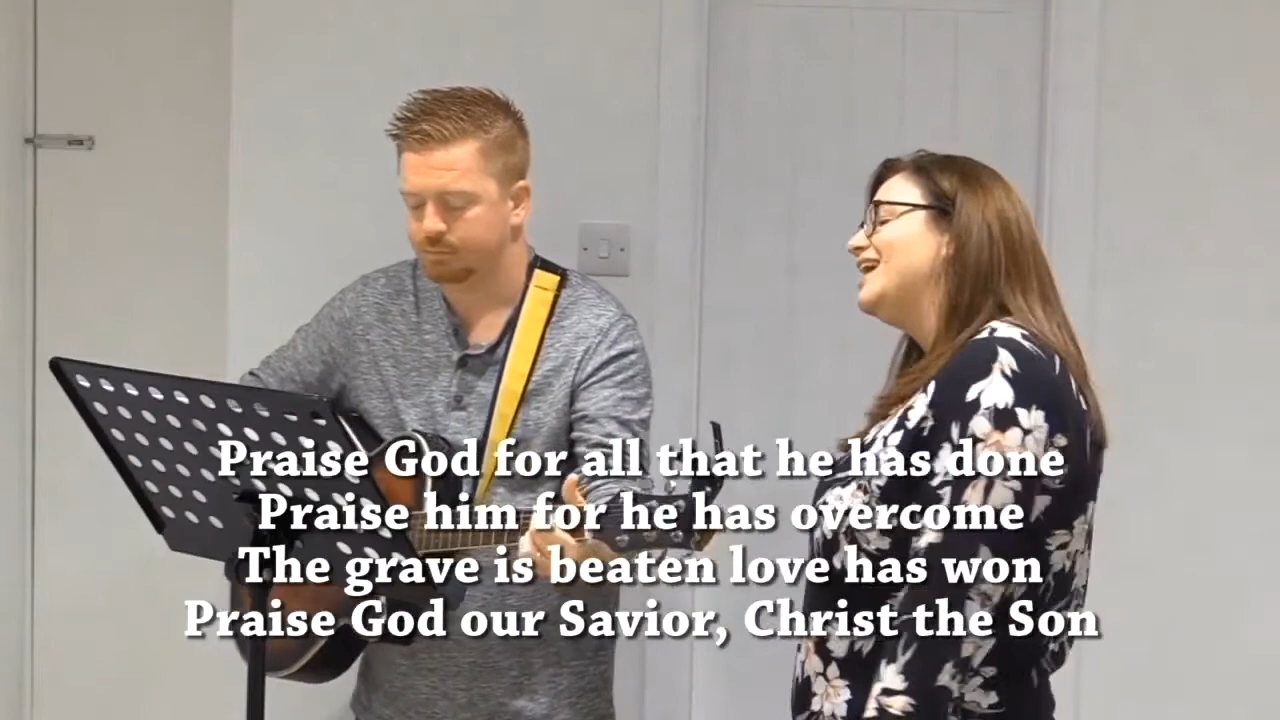 Praise God for all that he has done
Praise him for he has overcome
The grave is beaten love has won
Praise God our Savior, Christ the Son